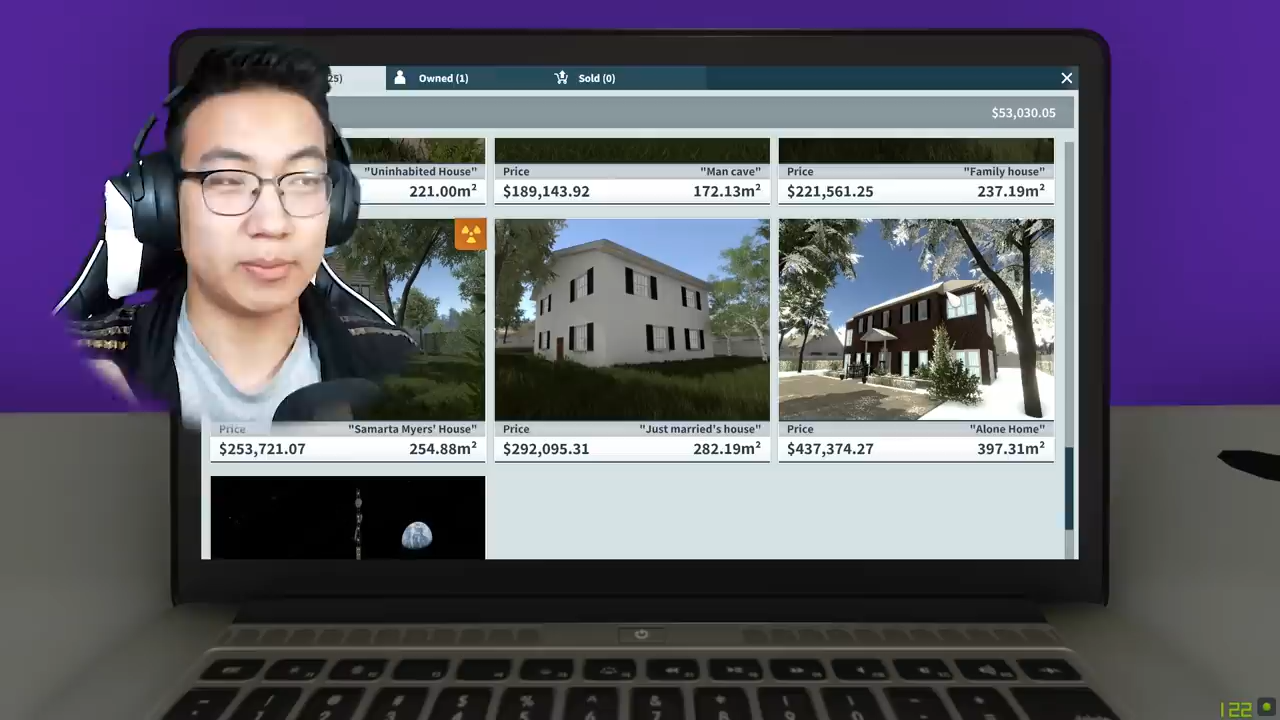 25)
Owned (1)
Sold (0)
$53,030.05
"Uninhabited House"
221.00m²
Price
"Man cave"
$189,143.92
172.13m²
Price
"Family house"
$221,561.25
237.19m²
Price
"Samarta Myers' House"
$253,721.07
254.88m²
Price
"Just married's house"
$292,095.31
282.19m²
Price
"Alone Home"
$437,374.27
397.31m²
122